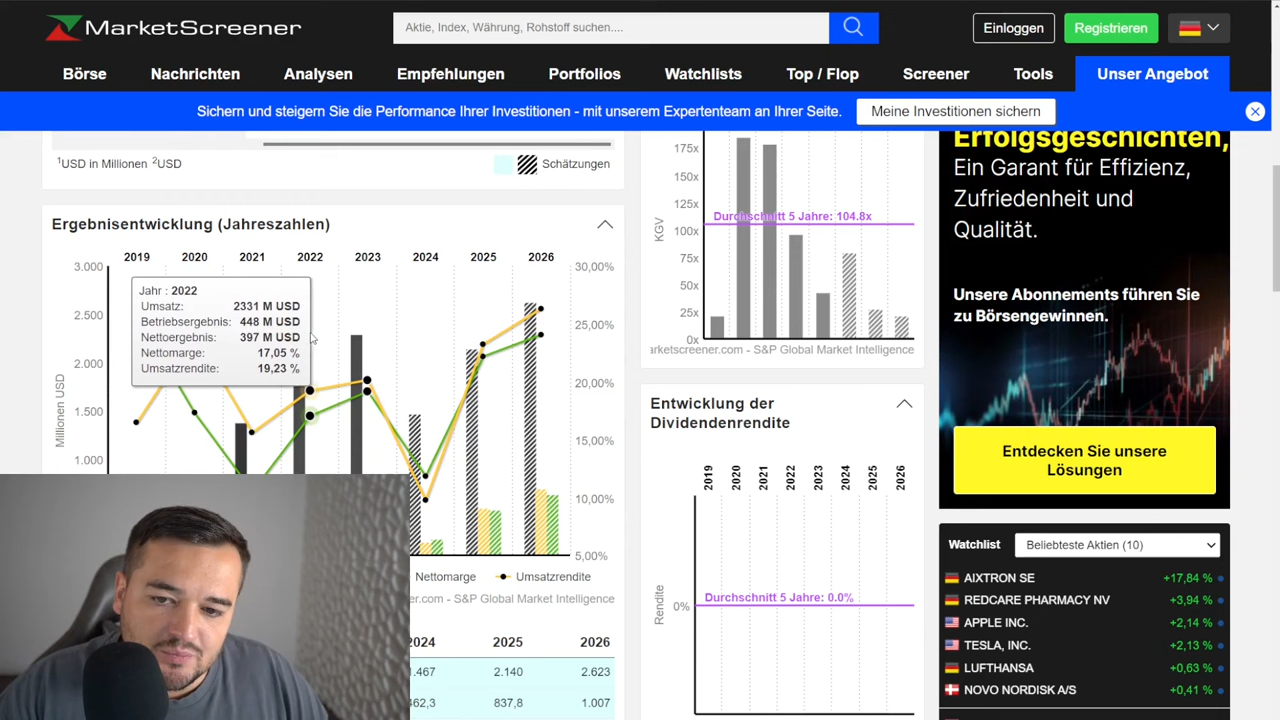 MarketScreener
Aktie, Index, Währung, Rohstoff suchen....
Einloggen
Registrieren
Börse
Nachrichten
Analysen
Empfehlungen
Portfolios
Watchlists
Top / Flop
Screener
Tools
Unser Angebot
Sichern und steigern Sie die Performance Ihrer Investitionen - mit unserem Expertenteam an Ihrer Seite.
Meine Investitionen sichern
1USD in Millionen 2USD
Schätzungen
Ergebnisentwicklung (Jahreszahlen)
2019 2020 2021 2022 2023 2024 2025 2026
3.000
2.500
2.000
1.500
1.000
Millionen USD
30,00%
25,00%
20,00%
15,00%
10,00%
5,00%
Jahr : 2022
Umsatz: 2331 M USD
Betriebsergebnis: 448 M USD
Nettoergebnis: 397 M USD
Nettomarge: 17,05 %
Umsatzrendite: 19,23 %
Nettomarge
Umsatzrendite
er.com - S&P Global Market Intelligence
2024 2025 2026
1.467 2.140 2.623
462,3 837,8 1.007
175x
150x
125x
100x
75x
50x
25x
0x
KGV
Durchschnitt 5 Jahre: 104.8x
arketscreener.com - S&P Global Market Intelligence
Entwicklung der
Dividendenrendite
2019 2020 2021 2022 2023 2024 2025 2026
Rendite
0%
Durchschnitt 5 Jahre: 0.0%
Erfolgsgeschichten,
Ein Garant für Effizienz,
Zufriedenheit und
Qualität.
Unsere Abonnements führen Sie
zu Börsengewinnen.
Entdecken Sie unsere
Lösungen
Watchlist
Beliebteste Aktien (10)
AIXTRON SE +17,84 %
REDCARE PHARMACY NV +3,94 %
APPLE INC. +2,14 %
TESLA, INC. +2,13 %
LUFTHANSA +0,63 %
NOVO NORDISK A/S +0,41 %